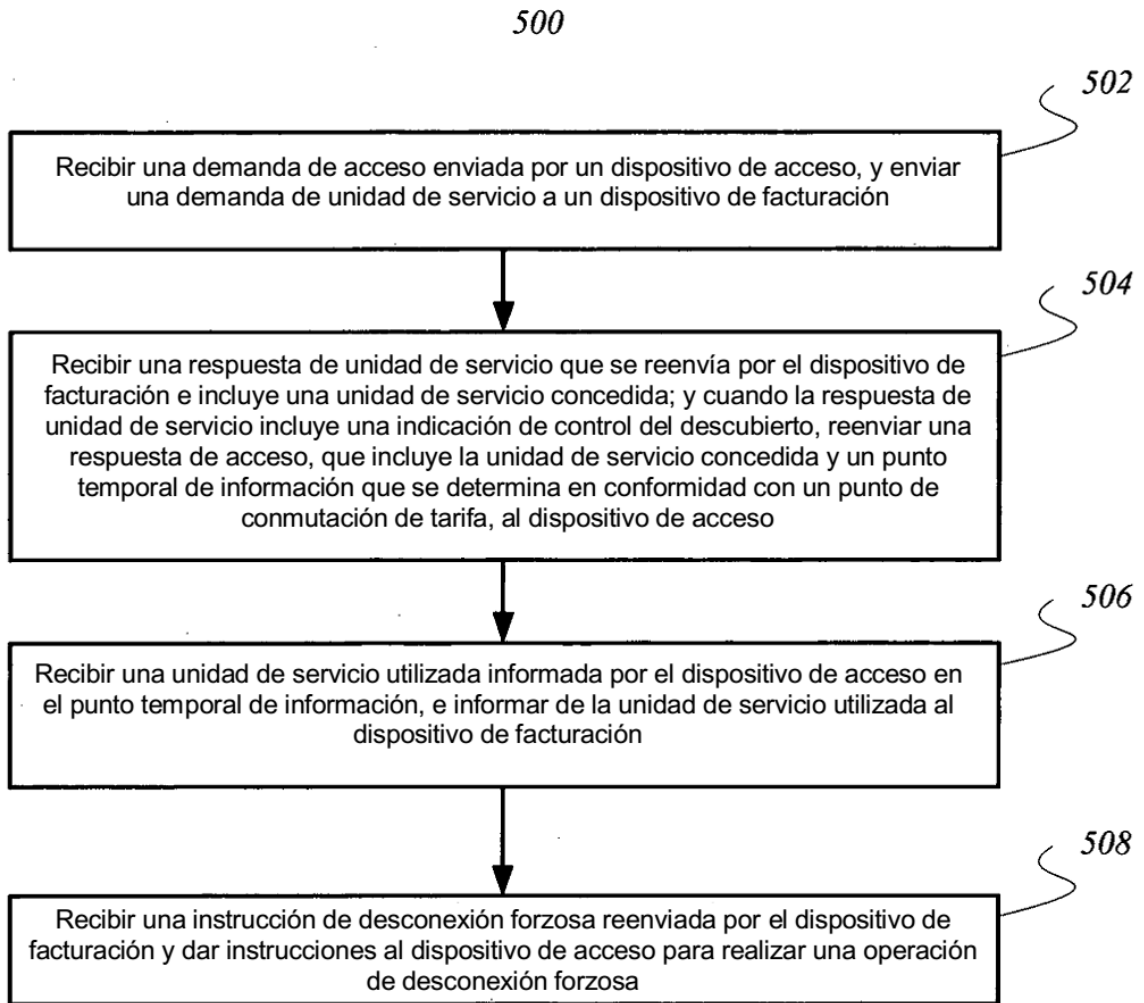 500
502
Recibir una demanda de acceso enviada por un dispositivo de acceso, y enviar
una demanda de unidad de servicio a un dispositivo de facturación
504
Recibir una respuesta de unidad de servicio que se reenvía por el dispositivo de
facturación e incluye una unidad de servicio concedida; y cuando la respuesta de
unidad de servicio incluye una indicación de control del descubierto, reenviar una
respuesta de acceso, que incluye la unidad de servicio concedida y un punto
temporal de información que se determina en conformidad con un punto de
conmutación de tarifa, al dispositivo de acceso
506
Recibir una unidad de servicio utilizada informada por el dispositivo de acceso en
el punto temporal de información, e informar de la unidad de servicio utilizada al
dispositivo de facturación
508
Recibir una instrucción de desconexión forzosa reenviada por el dispositivo de
facturación y dar instrucciones al dispositivo de acceso para realizar una operación
de desconexión forzosa